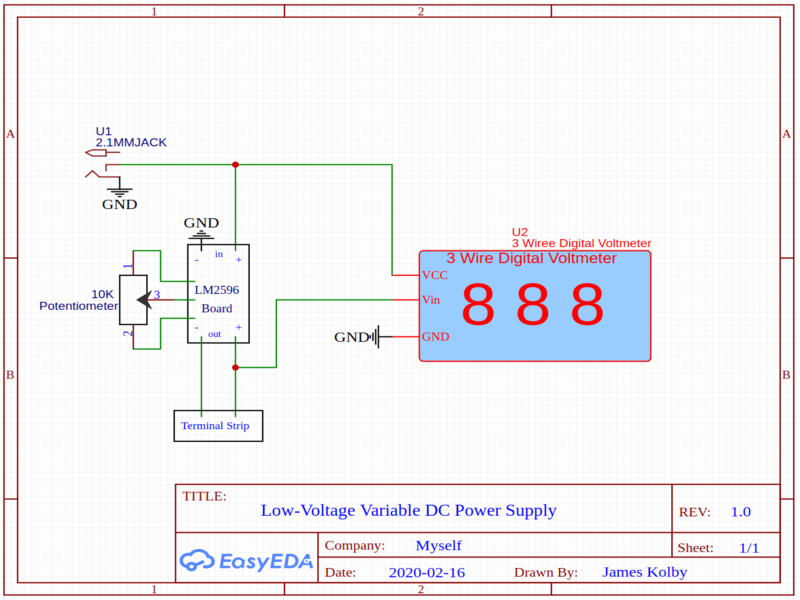 1
2
A
A
U1
2.1MMJACK
GND
GND
U2
3 Wiree Digital Voltmeter
3 Wire Digital Voltmeter
in
- +
1
VCC
10K
Potentiometer
3
LM2596
Board
Vin
888
2
- +
out
GND
GND
B
B
Terminal Strip
TITLE:
Low-Voltage Variable DC Power Supply
REV: 1.0
EasyEDA
Company: Myself
Sheet: 1/1
Date: 2020-02-16
Drawn By: James Kolby
1
2